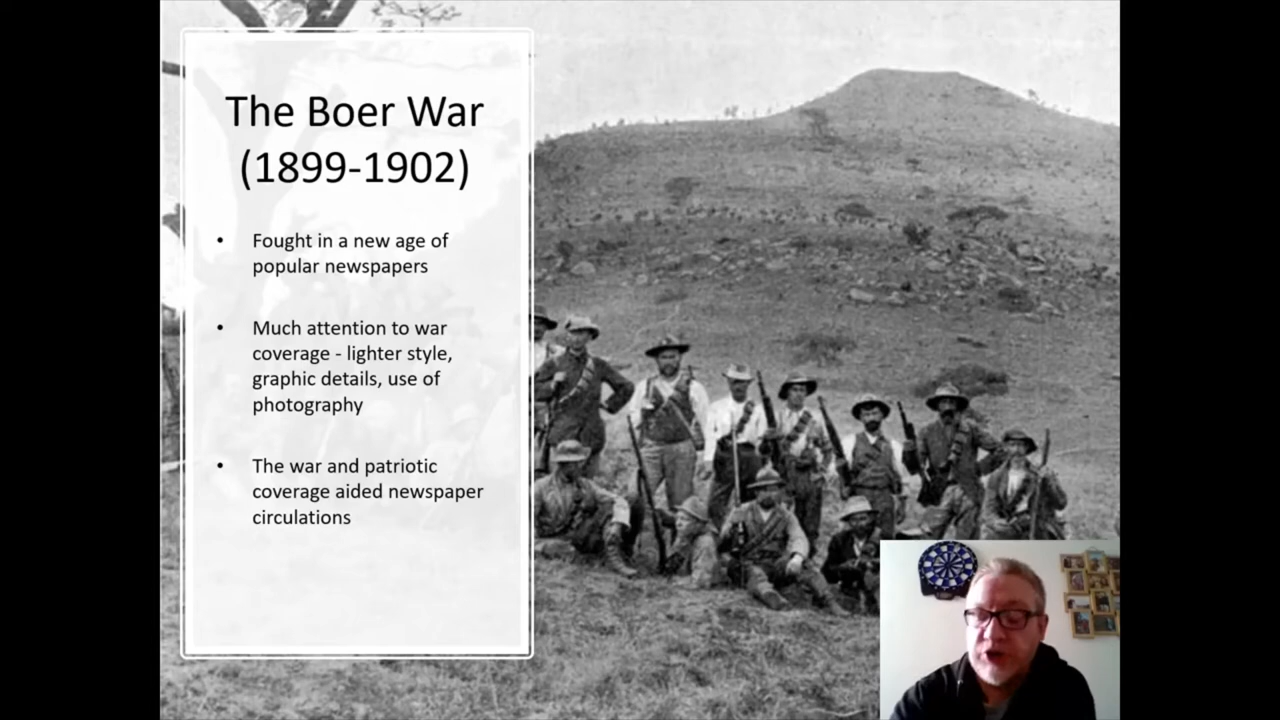 The Boer War
(1899-1902)
• Fought in a new age of
popular newspapers
• Much attention to war
coverage - lighter style,
graphic details, use of
photography
• The war and patriotic
coverage aided newspaper
circulations